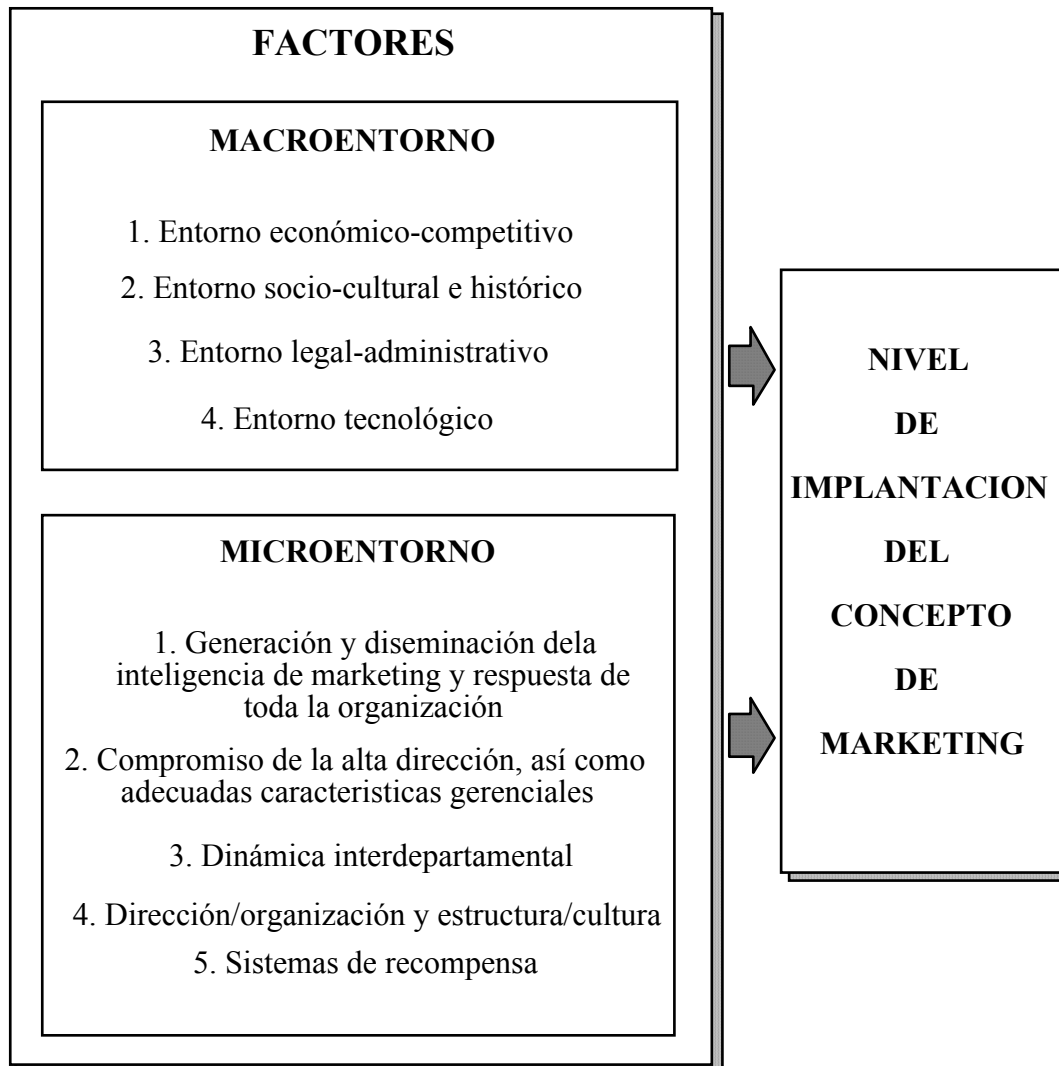 FACTORES
MACROENTORNO
1. Entorno económico-competitivo
2. Entorno socio-cultural e histórico
3. Entorno legal-administrativo
4. Entorno tecnológico
MICROENTORNO
1. Generación y diseminación dela
inteligencia de marketing y respuesta de
toda la organización
2. Compromiso de la alta dirección, así como
adecuadas caracteristicas gerenciales
3. Dinámica interdepartamental
4. Dirección/organización y estructura/cultura
5. Sistemas de recompensa
NIVEL
DE
IMPLANTACION
DEL
CONCEPTO
DE
MARKETING